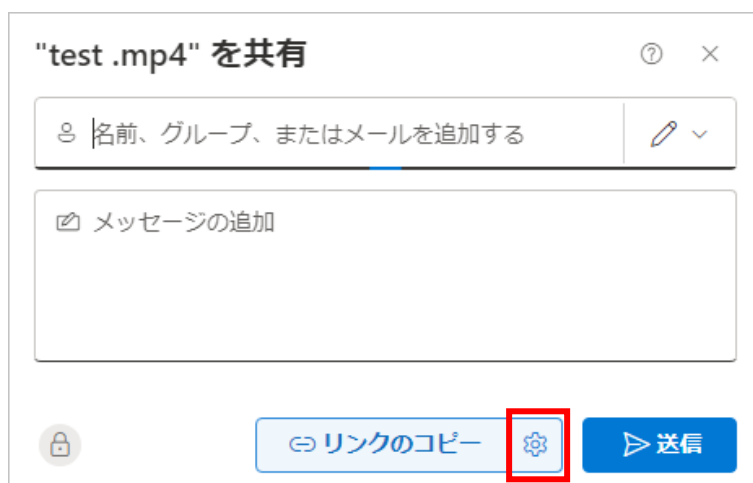 "test .mp4" を共有
名前、グループ、またはメールを追加する
メッセージの追加
リンクのコピー
送信